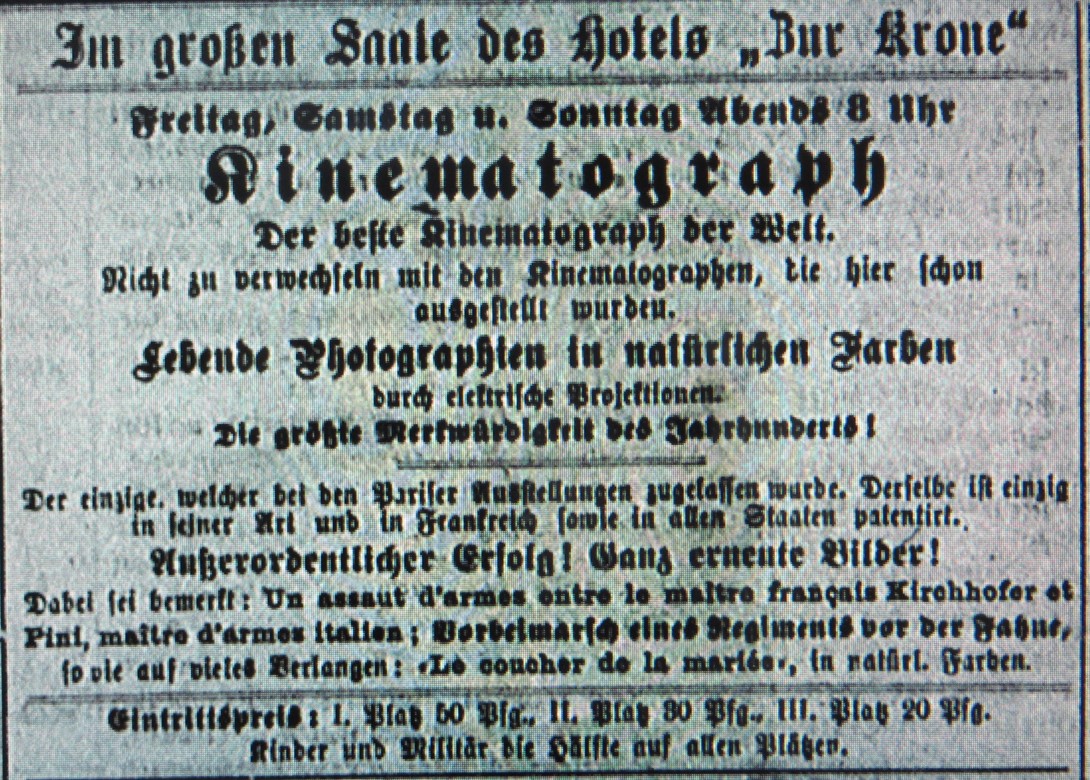 Im großen Saale des Hotels „Zur Krone“
Freitag, Samstag u. Sonntag Abends 8 Uhr
Kinematograph
Der beste Kinematograph der Welt.
Nicht zu verwechseln mit den Kinematographen, die hier schon
ausgestellt wurden.
Lebende Photographien in natürlichen Farben
durch elektrische Projektionen.
Die größte Merkwürdigkeit des Jahrhunderts!
Der einzige, welcher bei den Pariser Ausstellungen zugelassen wurde. Derselbe ist einzig
in seiner Art und in Frankreich sowie in allen Staaten patentirt.
Außerordentlicher Erfolg! Ganz erneute Bilder!
Dabei sei bemerkt: Un assaut d'armes entre le maître français Kirchhofer et
Pini, maître d'armes italien; Vorbeimarsch eines Regiments vor der Fahne,
so vie auf vieles Verlangen: «Le coucher de la mariée», in natürl. Farben.
Eintrittspreis: I. Platz 50 Pfg., II. Platz 30 Pfg., III. Platz 20 Pfg.
Kinder und Militär die Hälfte auf allen Plätzen.